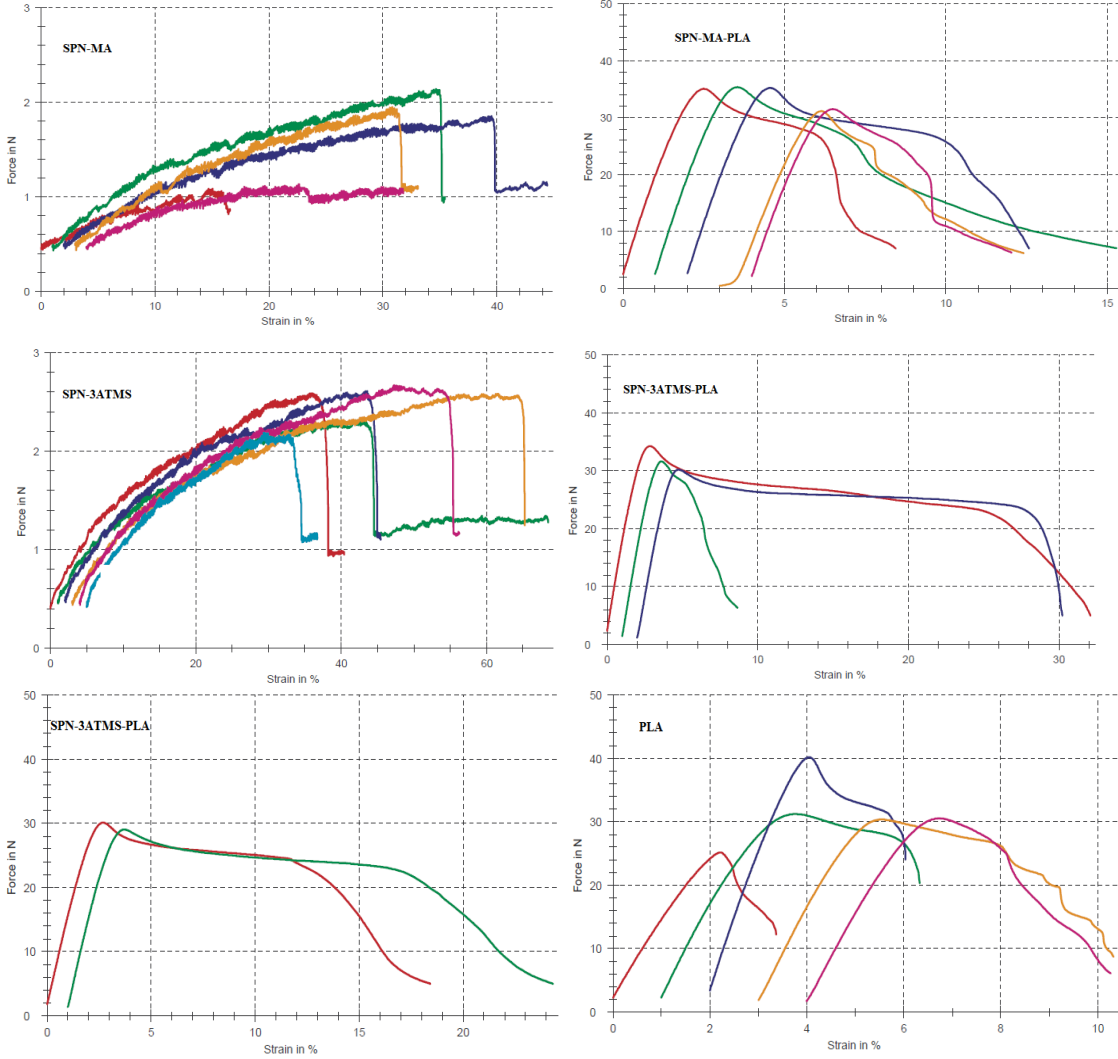 3
SPN-MA
2
Force in N
1
0
0 10 20 30 40
Strain in %
50
SPN-MA-PLA
40
30
Force in N
20
10
0
0 5 10 15
Strain in %
3
SPN-3ATMS
2
Force in N
1
0
0 20 40 60
Strain in %
50
SPN-3ATMS-PLA
40
30
Force in N
20
10
0
0 10 20 30
Strain in %
50
SPN-3ATMS-PLA
40
30
Force in N
20
10
0
0 5 10 15 20
Strain in %
50
PLA
40
30
Force in N
20
10
0
0 2 4 6 8 10
Strain in %